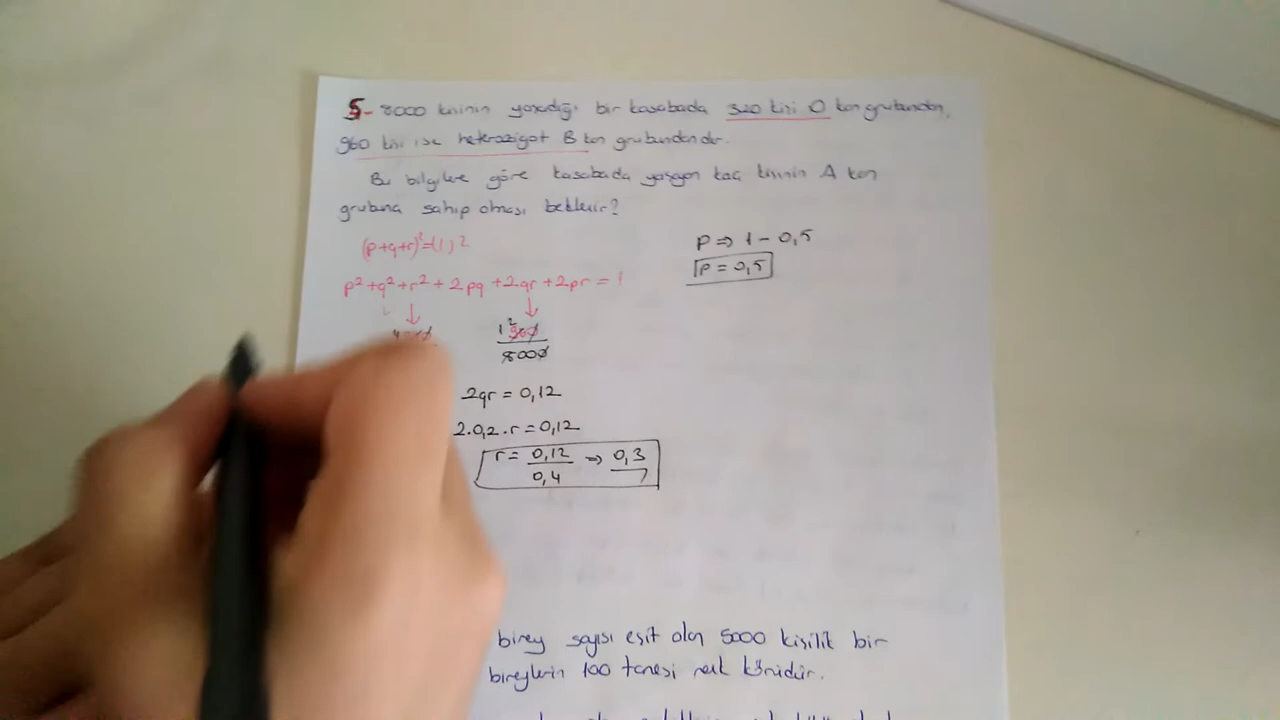 5- 8000 kişinin yaşadığı bir kasabada 320 kişi O kan grubundan,
960 kişi ise heterozigot B kan grubundandır.
Bu bilgilere göre kasabada yaşayan kaç kişinin A kan
grubuna sahip olması beklenir?
(p+q+r)²=(1)²
p²+q²+r²+2pq+2qr+2pr=1
960
8000
12
2qr=0,12
2.0,2.r=0,12
r= 0,12 / 0,4 ⇒ 0,3
P⇒ 1-0,5
P=0,5
birey sayısı eşit olan 5000 kişilik bir
bireylerin 100 tanesi renk körüdür.